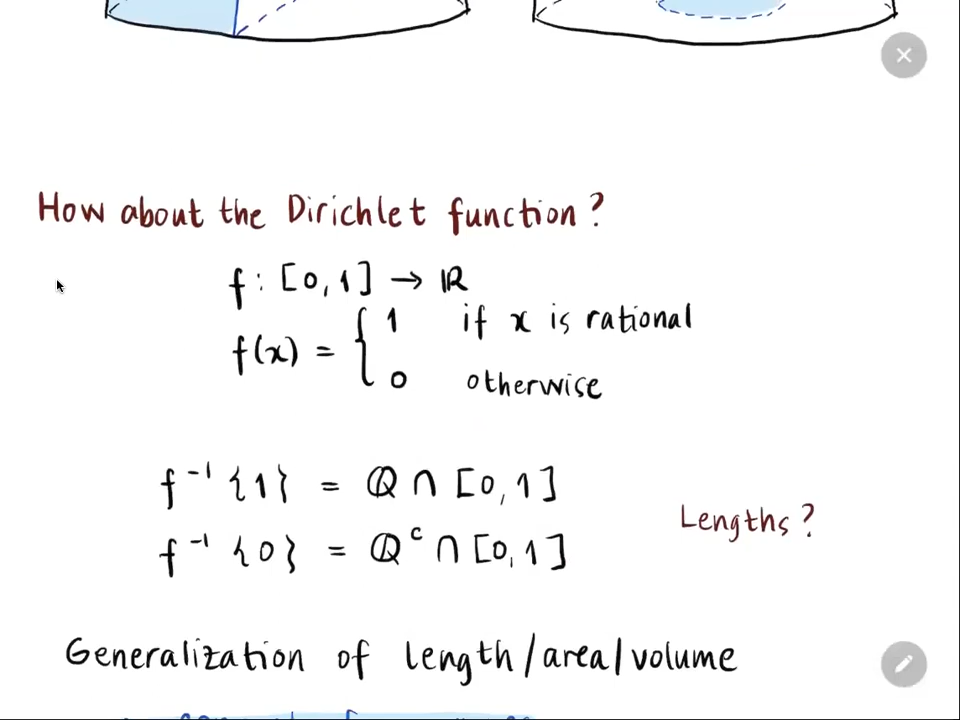 How about the Dirichlet function?
f : [0,1] → ℝ
f(x) = { 1 if x is rational
0 otherwise
f⁻¹ {1} = ℚ ∩ [0,1]
f⁻¹ {0} = ℚᶜ ∩ [0,1]
Lengths?
Generalization of length/area/volume